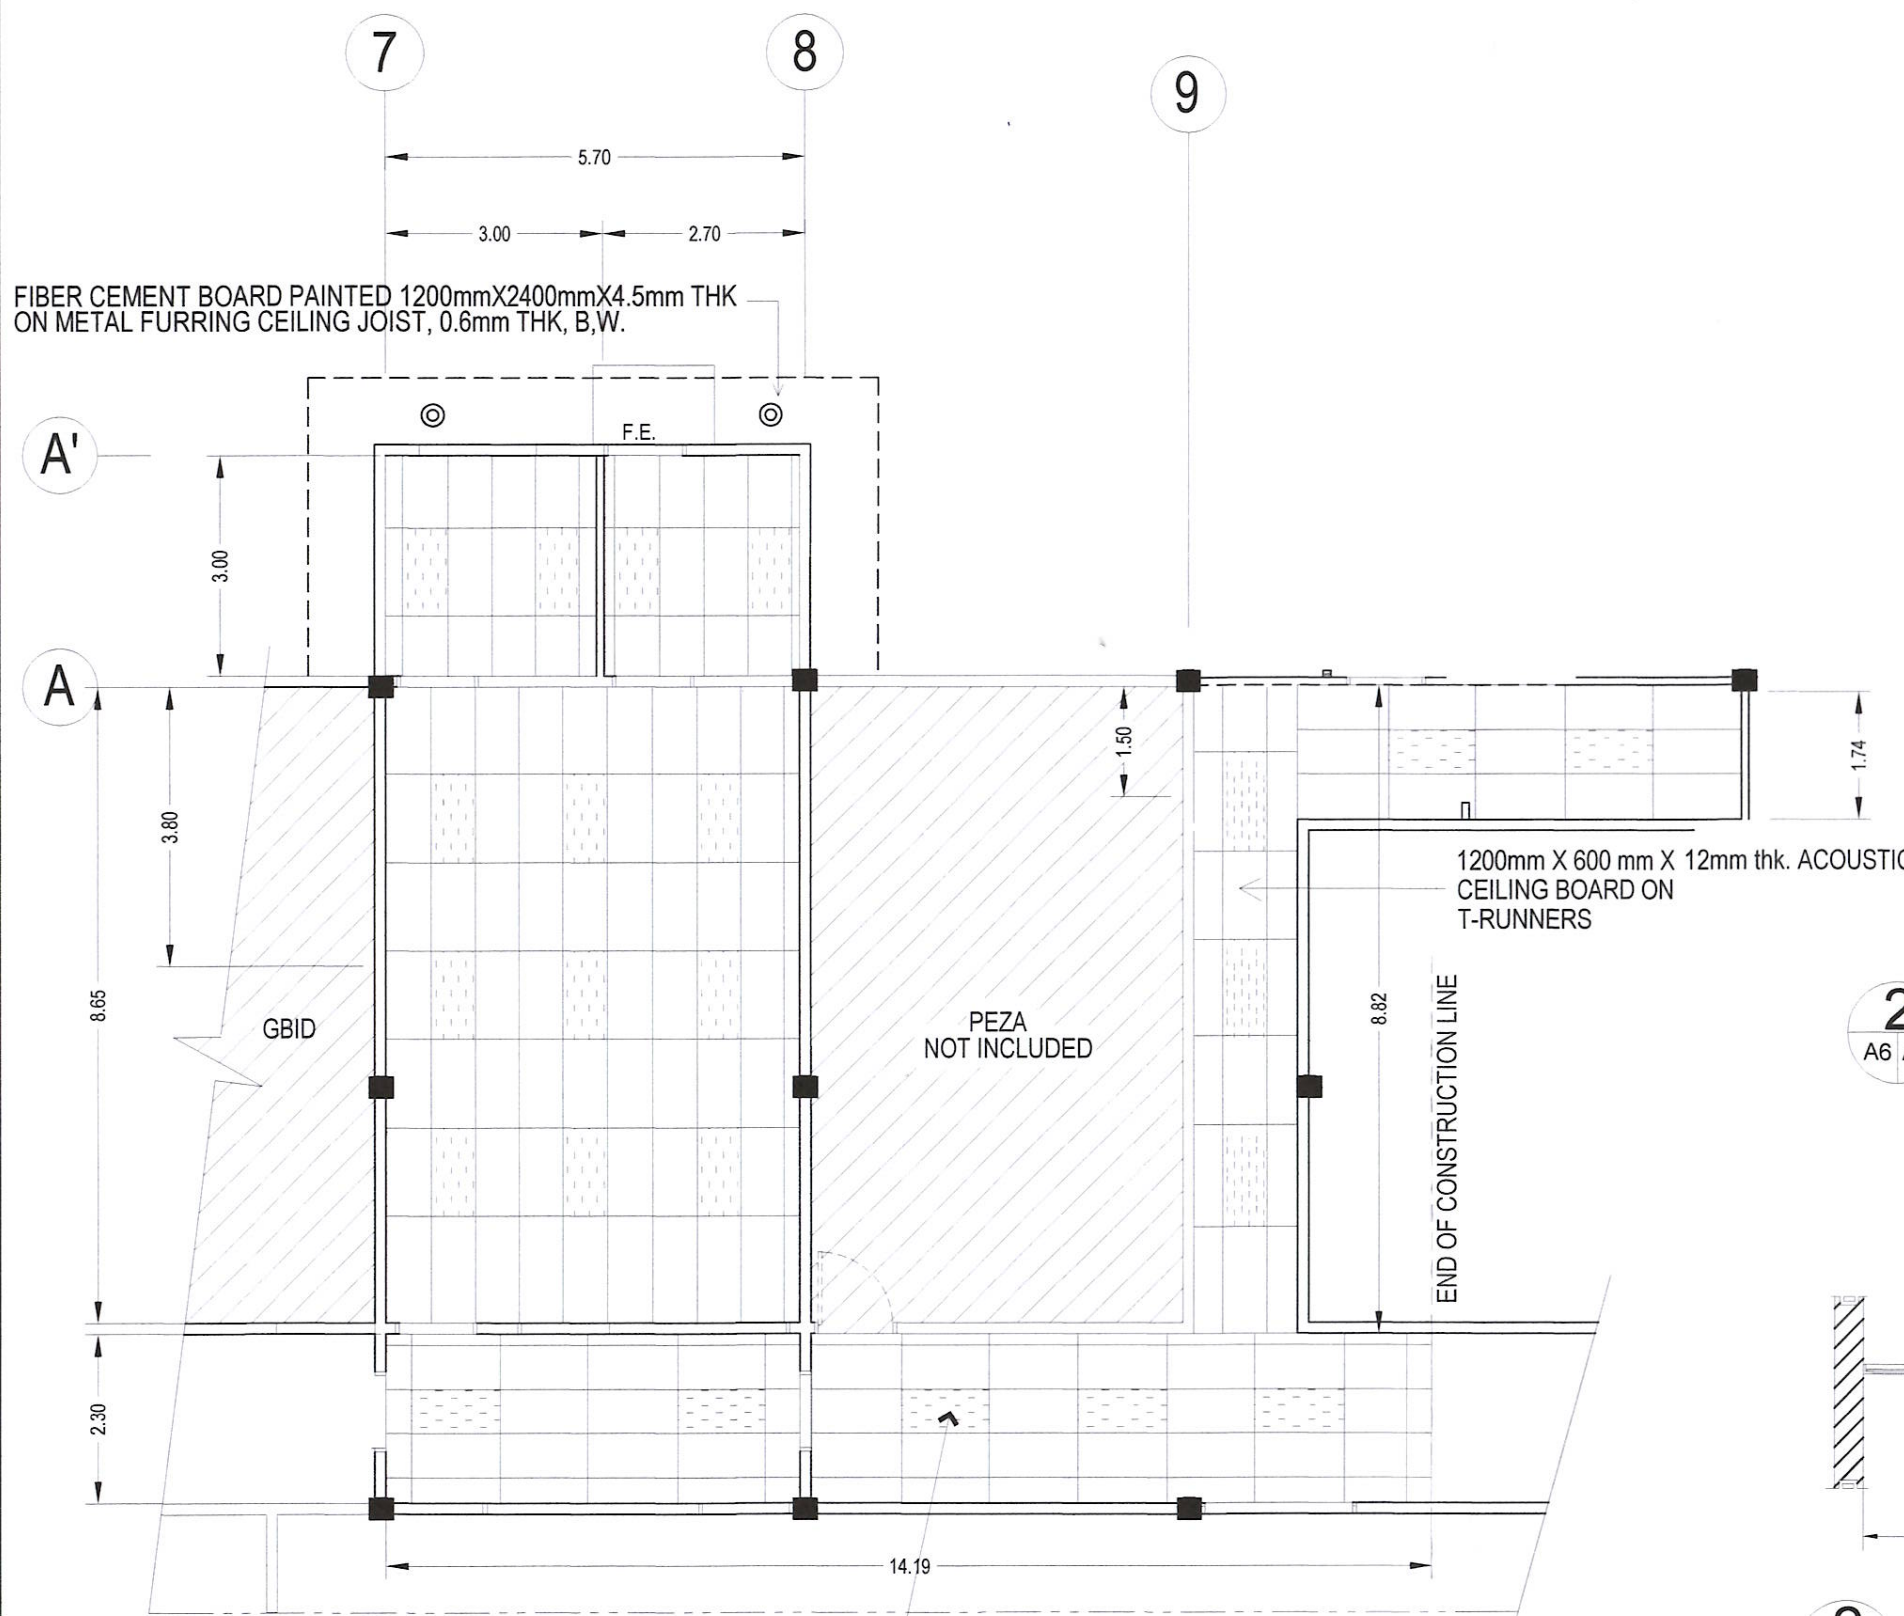 7
8
9
5.70
3.00
2.70
FIBER CEMENT BOARD PAINTED 1200mmX2400mmX4.5mm THK
ON METAL FURRING CEILING JOIST, 0.6mm THK, B,W.
F.E.
A'
3.00
A
3.80
8.65
1.50
1.74
1200mm X 600 mm X 12mm thk. ACOUSTIC
CEILING BOARD ON
T-RUNNERS
GBID
PEZA
NOT INCLUDED
8.82
END OF CONSTRUCTION LINE
2
A6
2.30
14.19